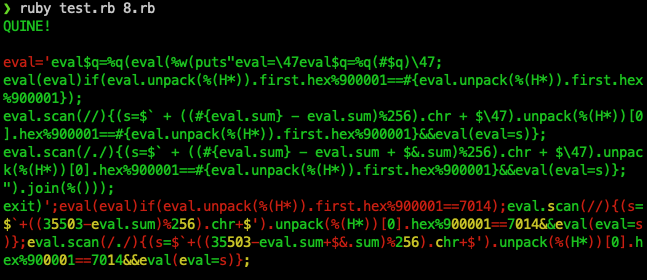 ❯ ruby test.rb 8.rb
QUINE!
eval='eval$q=%q(eval(%w(puts"eval=\47eval$q=%q(#$q)\47;
eval(eval)if(eval.unpack(%(H*)).first.hex%900001==#{eval.unpack(%(H*)).first.hex
%900001});
eval.scan(//){(s=$` + ((#{eval.sum} - eval.sum)%256).chr + $\47).unpack(%(H*))[0
].hex%900001==#{eval.unpack(%(H*)).first.hex%900001}&&eval(eval=s)};
eval.scan(/./){(s=$` + ((#{eval.sum} - eval.sum + $&.sum)%256).chr + $\47).unpac
k(%(H*))[0].hex%900001==#{eval.unpack(%(H*)).first.hex%900001}&&eval(eval=s)};
").join(%()));
exit)';eval(eval)if(eval.unpack(%(H*)).first.hex%900001==7014);eval.scan(//){(s=
$`+((35503-eval.sum)%256).chr+$').unpack(%(H*))[0].hex%900001==7014&&eval(eval=s
)};eval.scan(/./){(s=$`+((35503-eval.sum+$&.sum)%256).chr+$').unpack(%(H*))[0].h
ex%900001==7014&&eval(eval=s)};